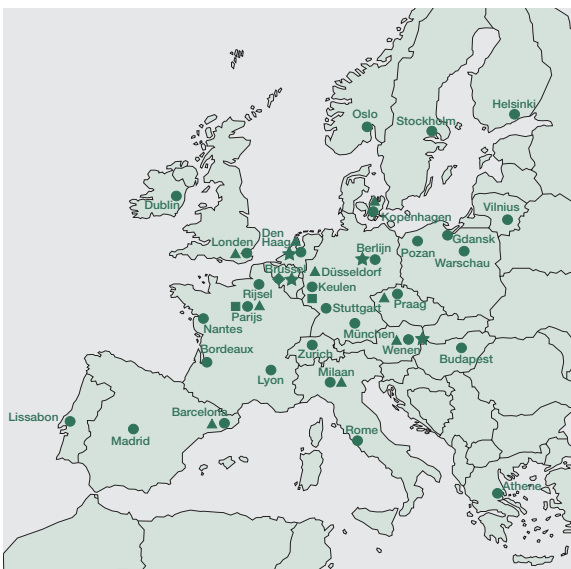 Oslo
Stockholm
Helsinki
Dublin
Kopenhagen
Vilnius
Londen
Den
Haag
Berlijn
Gdansk
Pozan
Warschau
Brussel
Düsseldorf
Keulen
Rijsel
Parijs
Stuttgart
Praag
Nantes
München
Wenen
Bordeaux
Zurich
Budapest
Lyon
Milaan
Lissabon
Barcelona
Madrid
Rome
Athene